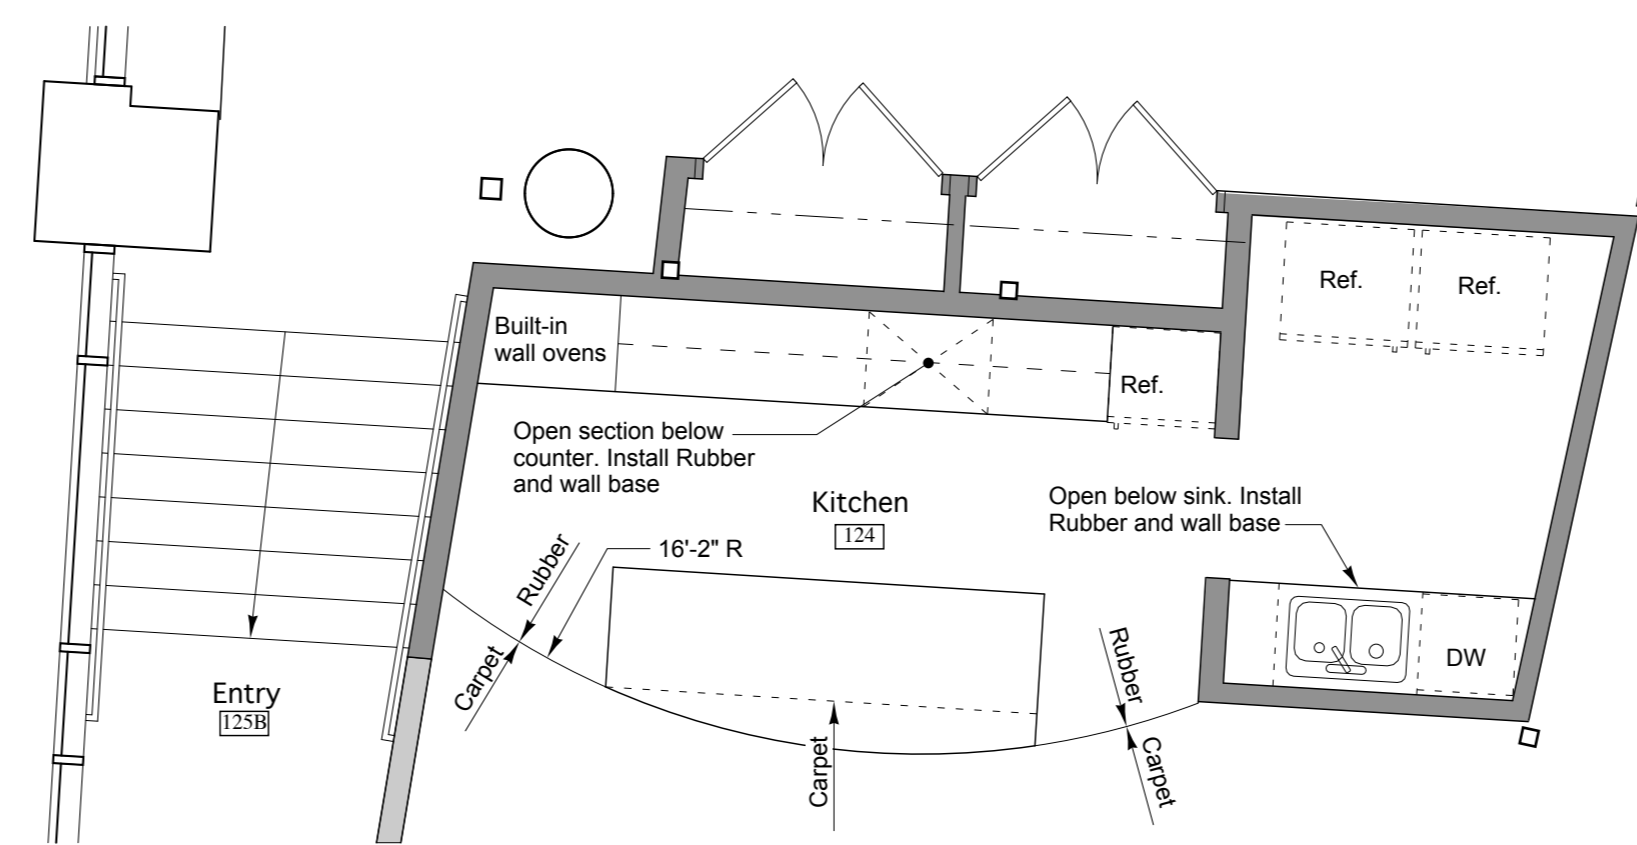 Ref.
Ref.
Built-in
wall ovens
Ref.
Open section below
counter. Install Rubber
and wall base
Kitchen
124
Open below sink. Install
Rubber and wall base
16'-2" R
Rubber
Carpet
Rubber
Carpet
Carpet
DW
Entry
125B